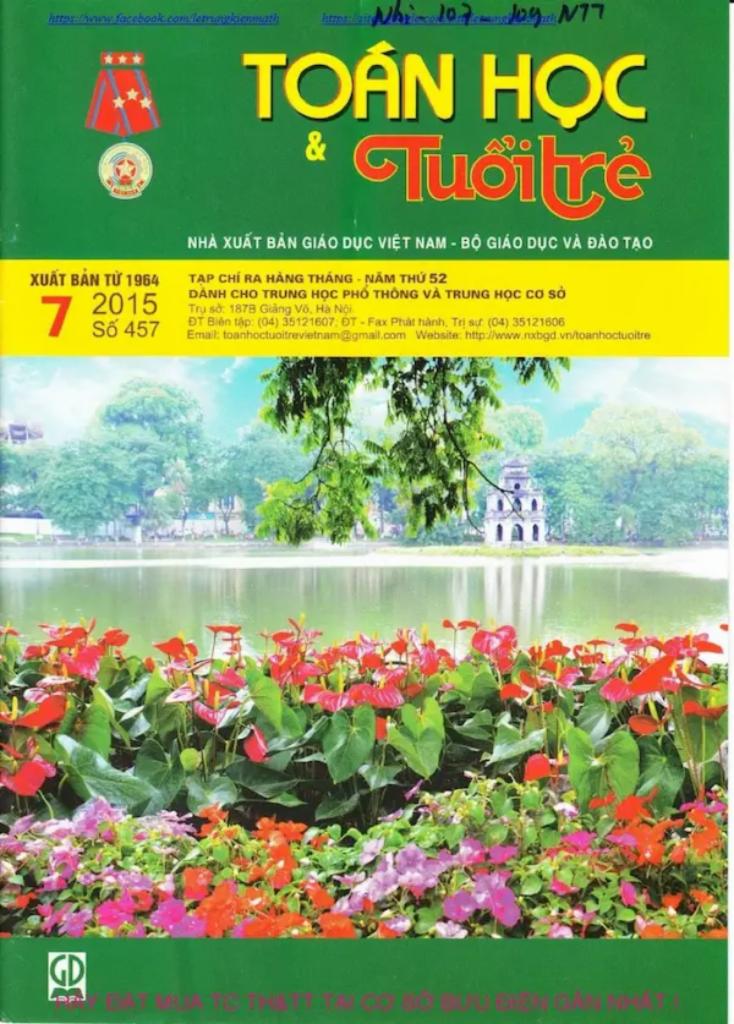 https://www.facebook.com/letrungkienmath
TOÁN HỌC
& Tuổi trẻ
NHÀ XUẤT BẢN GIÁO DỤC VIỆT NAM - BỘ GIÁO DỤC VÀ ĐÀO TẠO
XUẤT BẢN TỪ 1964
7 2015
Số 457
TẠP CHÍ RA HÀNG THÁNG - NĂM THỨ 52
DÀNH CHO TRUNG HỌC PHỔ THÔNG VÀ TRUNG HỌC CƠ SỞ
Trụ sở: 187B Giảng Võ, Hà Nội.
ĐT Biên tập: (04) 35121607, ĐT - Fax Phát hành, Trị sự: (04) 35121606
Email: toanhoctuoitrevietnam@gmail.com Website: http://www.nxbgd.vn/toanhoctuoitre
GD
HÃY ĐẶT MUA TC TH&TT TẠI CƠ SỞ BƯU ĐIỆN GẦN NHẤT !